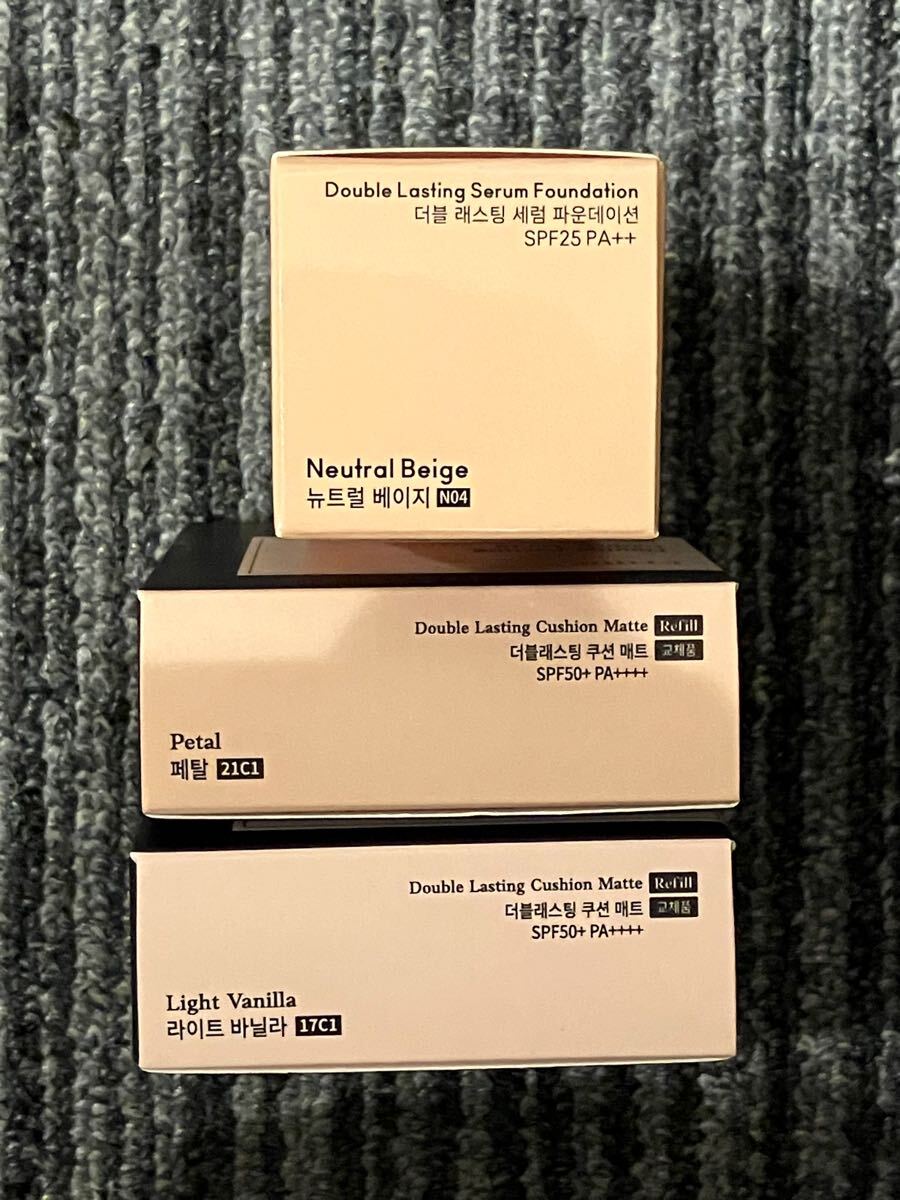 Double Lasting Serum Foundation
더블 래스팅 세럼 파운데이션
SPF25 PA++
Neutral Beige
뉴트럴 베이지 N04
Double Lasting Cushion Matte Refill
더블래스팅 쿠션 매트 교체품
SPF50+ PA++++
Petal
페탈 21C1
Double Lasting Cushion Matte Refill
더블래스팅 쿠션 매트 교체품
SPF50+ PA++++
Light Vanilla
라이트 바닐라 17C1